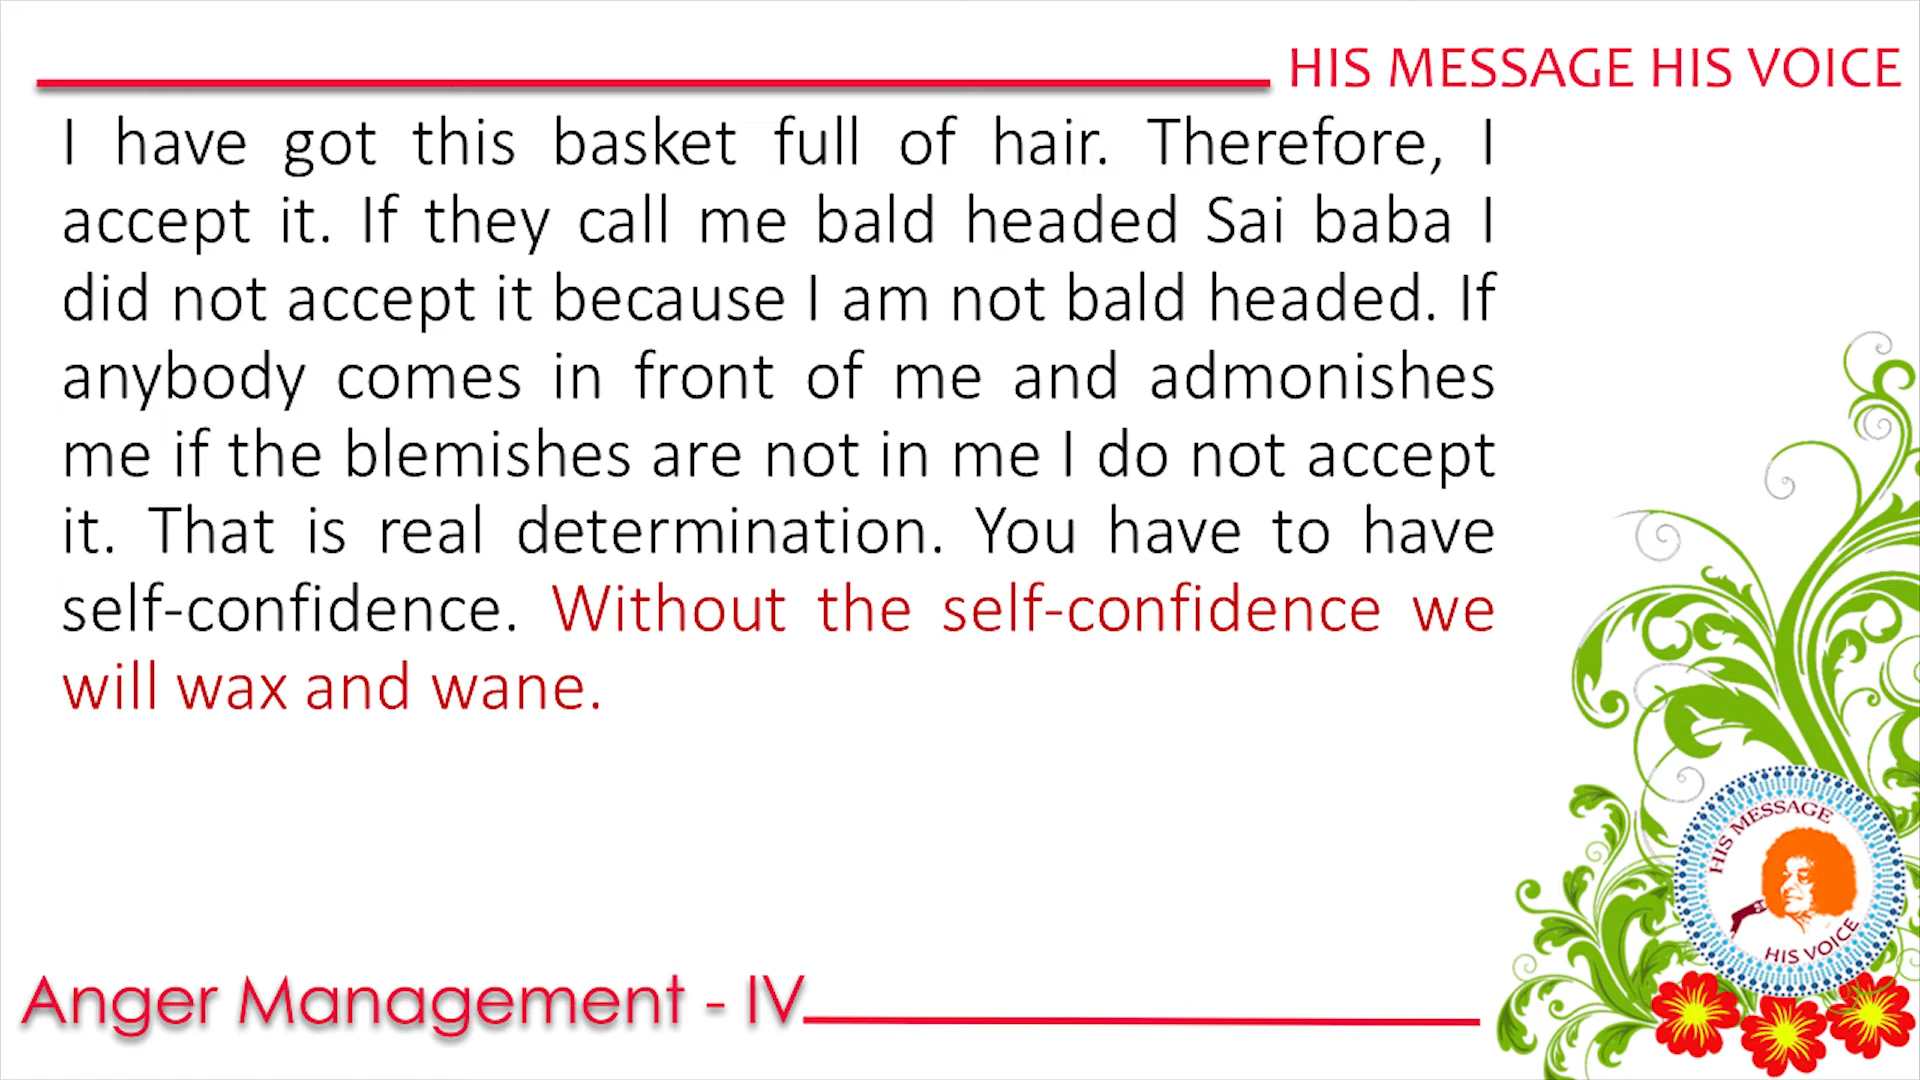 HIS MESSAGE HIS VOICE
I have got this basket full of hair. Therefore, I
accept it. If they call me bald headed Sai baba I
did not accept it because I am not bald headed. If
anybody comes in front of me and admonishes
me if the blemishes are not in me I do not accept
it. That is real determination. You have to have
self-confidence. Without the self-confidence we
will wax and wane.
HIS MESSAGE
HIS VOICE
Anger Management - IV